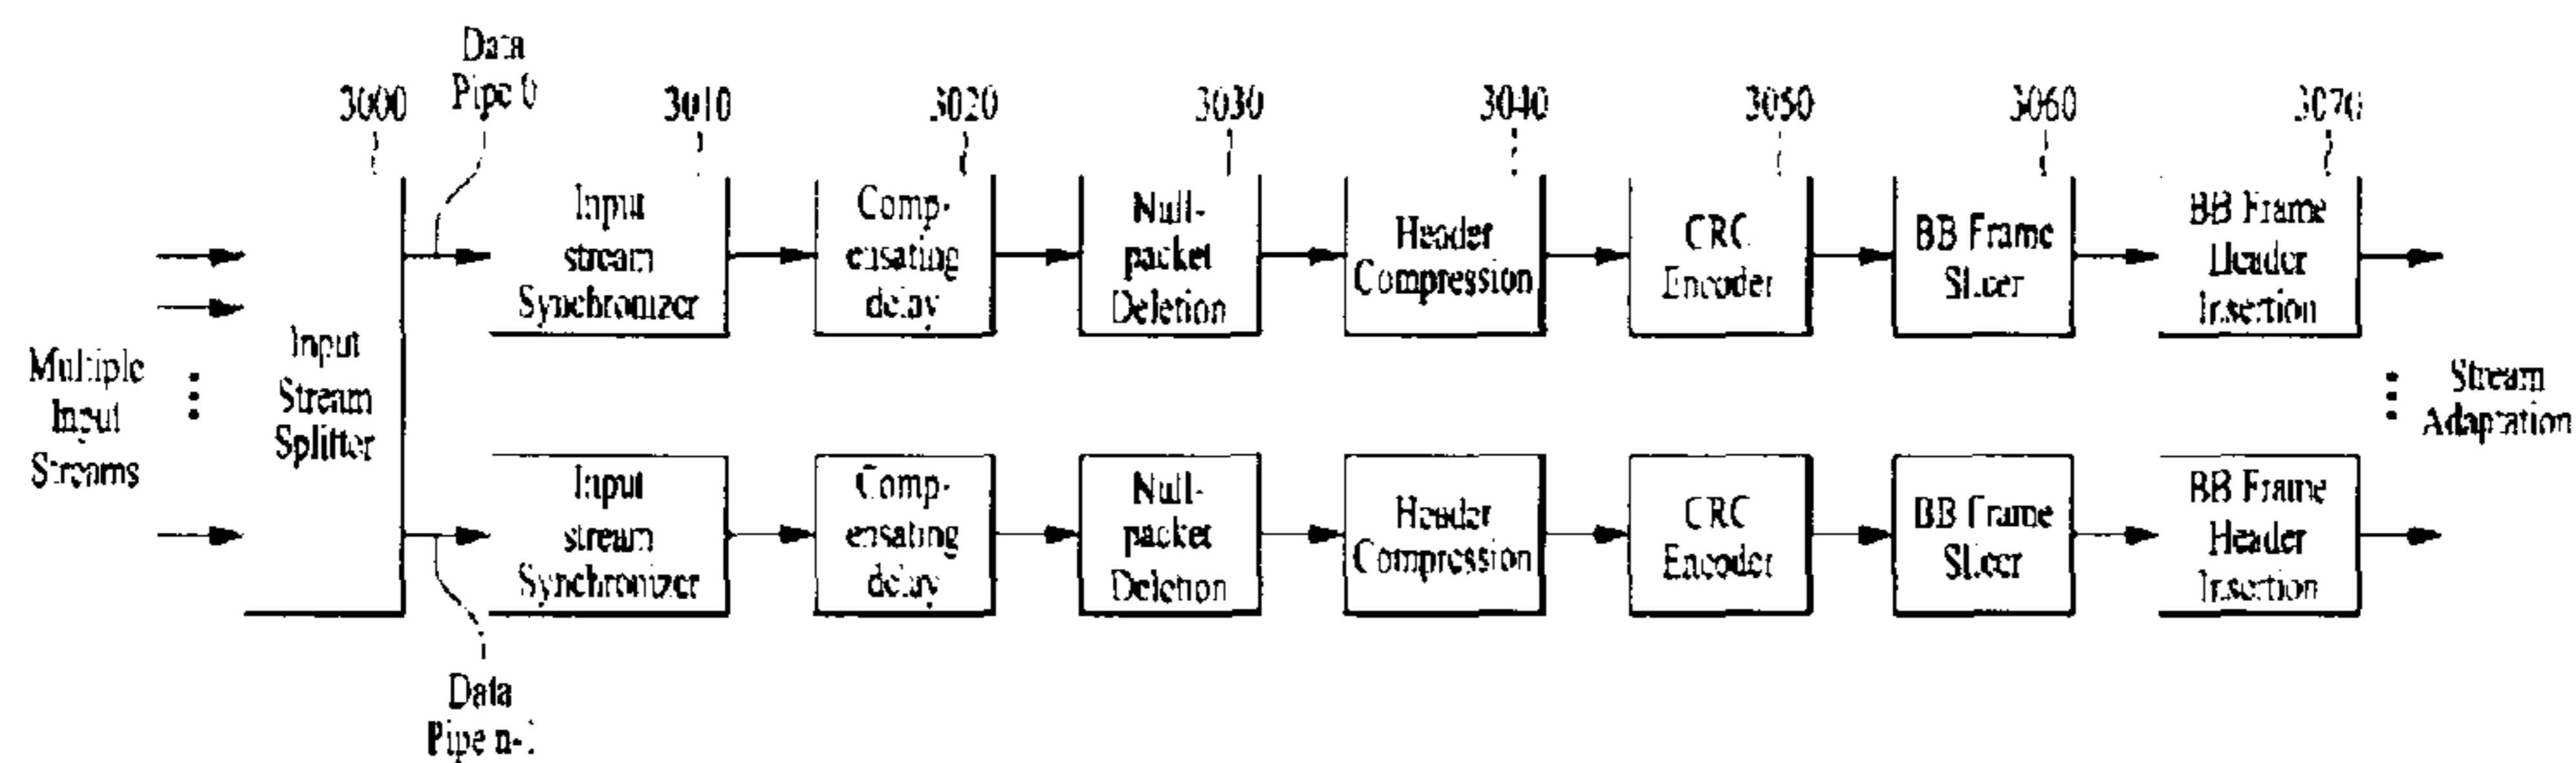 Data
Pipe 0
3000
3010
3020
3030
3040
3050
3060
3070
Multiple
Input
Streams
Input
Stream
Splitter
Input
stream
Synchronizer
Comp-
ensating
delay
Null-
packet
Deletion
Header
Compression
CRC
Encoder
BB Frame
Slicer
BB Frame
Header
Insertion
Stream
Adaptation
Input
stream
Synchronizer
Comp-
ensating
delay
Null-
packet
Deletion
Header
Compression
CRC
Encoder
BB Frame
Slicer
BB Frame
Header
Insertion
Data
Pipe n-1